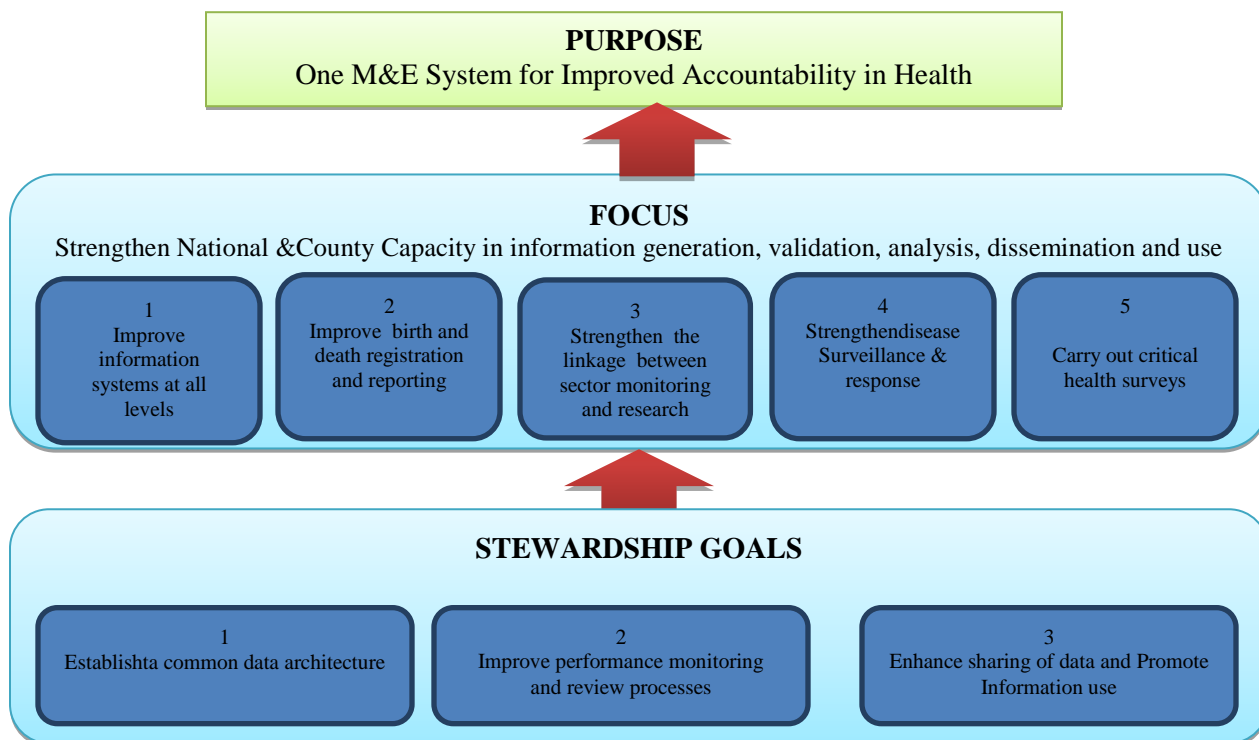 PURPOSE
One M&E System for Improved Accountability in Health
FOCUS
Strengthen National &County Capacity in information generation, validation, analysis, dissemination and use
1
Improve
information
systems at all
levels
2
Improve birth and
death registration
and reporting
3
Strengthen the
linkage between
sector monitoring
and research
4
Strengthendisease
Surveillance &
response
5
Carry out critical
health surveys
STEWARDSHIP GOALS
1
Establishta common data architecture
2
Improve performance monitoring
and review processes
3
Enhance sharing of data and Promote
Information use